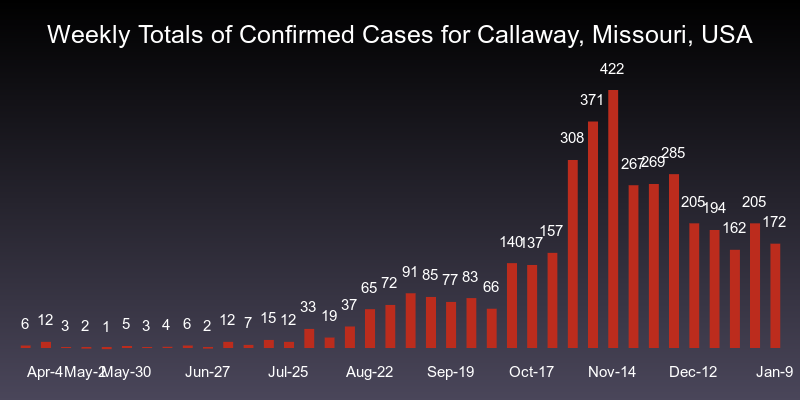 Weekly Totals of Confirmed Cases for Callaway, Missouri, USA
6 12 3 2 1 5 3 4 6 2 12 7 15 12 33 19 37 65 72 91 85 77 83 66 140 137 157 308 371 422 267 269 285 205 194 162 205 172
Apr-4 May-2 May-30 Jun-27 Jul-25 Aug-22 Sep-19 Oct-17 Nov-14 Dec-12 Jan-9